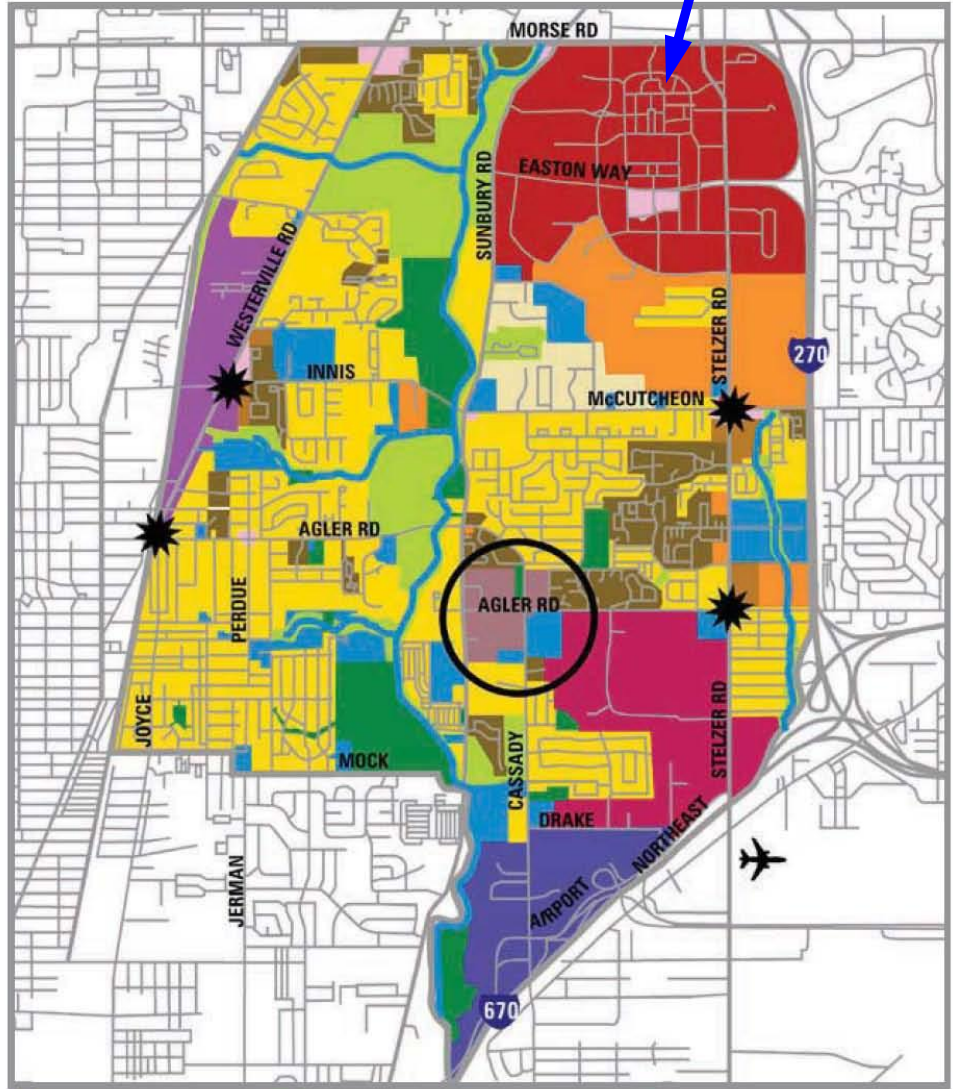 MORSE RD
EASTON WAY
SUNBURY RD
WESTERVILLE RD
STELZER RD
270
INNIS
McCUTCHEON
AGLER RD
AGLER RD
PERDUE
JOYCE
STELZER RD
MOCK
CASSADY
DRAKE
NORTHEAST
JERMAN
AIRPORT
670